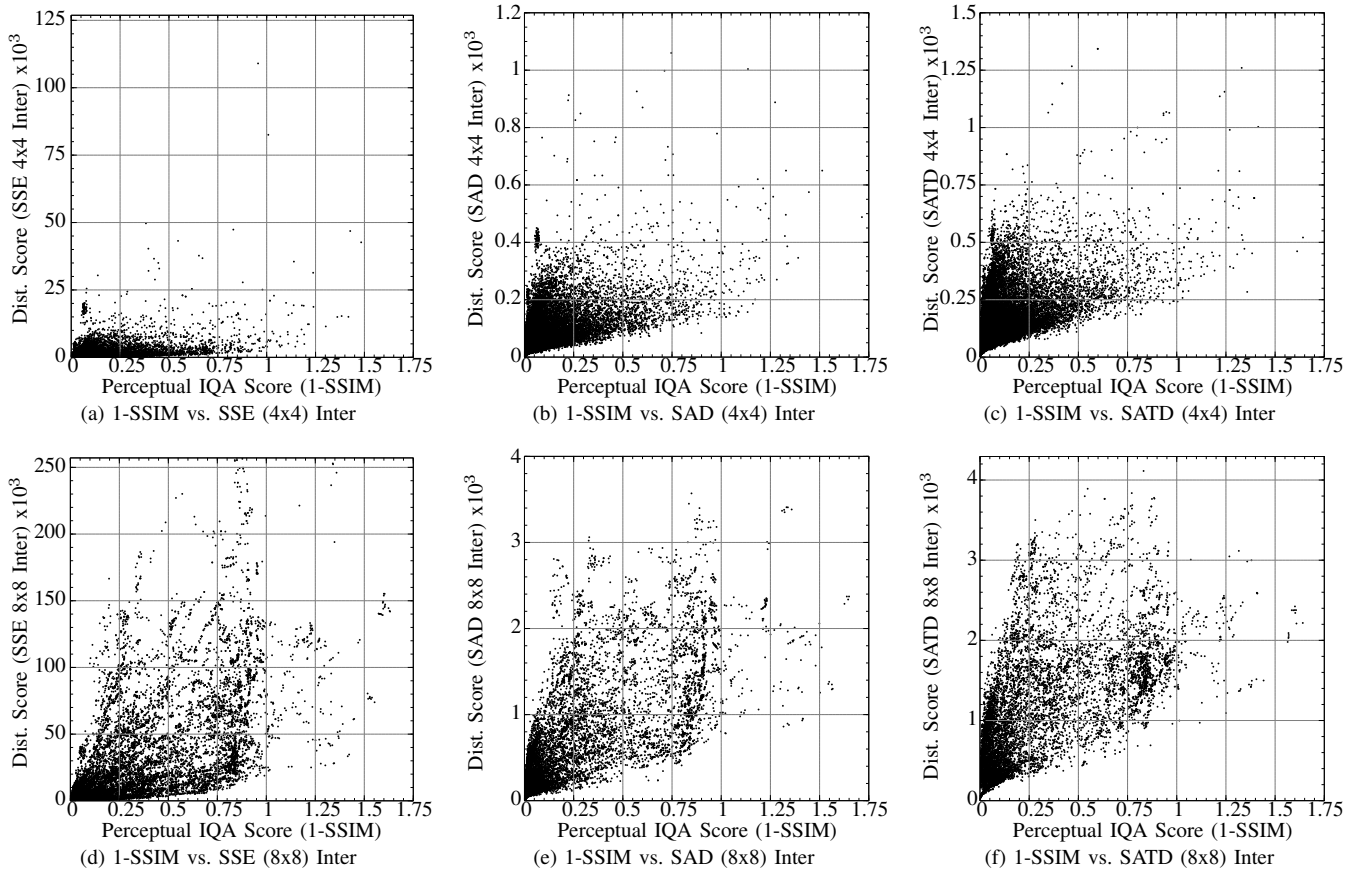 Dist. Score (SSE 4x4 Inter) x10³
125
100
75
50
25
0
0 0.25 0.5 0.75 1 1.25 1.5 1.75
Perceptual IQA Score (1-SSIM)
(a) 1-SSIM vs. SSE (4x4) Inter
Dist. Score (SAD 4x4 Inter) x10³
1.2
1
0.8
0.6
0.4
0.2
0
0 0.25 0.5 0.75 1 1.25 1.5 1.75
Perceptual IQA Score (1-SSIM)
(b) 1-SSIM vs. SAD (4x4) Inter
Dist. Score (SATD 4x4 Inter) x10³
1.5
1.25
1
0.75
0.5
0.25
0
0 0.25 0.5 0.75 1 1.25 1.5 1.75
Perceptual IQA Score (1-SSIM)
(c) 1-SSIM vs. SATD (4x4) Inter
Dist. Score (SSE 8x8 Inter) x10³
250
200
150
100
50
0
0 0.25 0.5 0.75 1 1.25 1.5 1.75
Perceptual IQA Score (1-SSIM)
(d) 1-SSIM vs. SSE (8x8) Inter
Dist. Score (SAD 8x8 Inter) x10³
4
3
2
1
0
0 0.25 0.5 0.75 1 1.25 1.5 1.75
Perceptual IQA Score (1-SSIM)
(e) 1-SSIM vs. SAD (8x8) Inter
Dist. Score (SATD 8x8 Inter) x10³
4
3
2
1
0
0 0.25 0.5 0.75 1 1.25 1.5 1.75
Perceptual IQA Score (1-SSIM)
(f) 1-SSIM vs. SATD (8x8) Inter